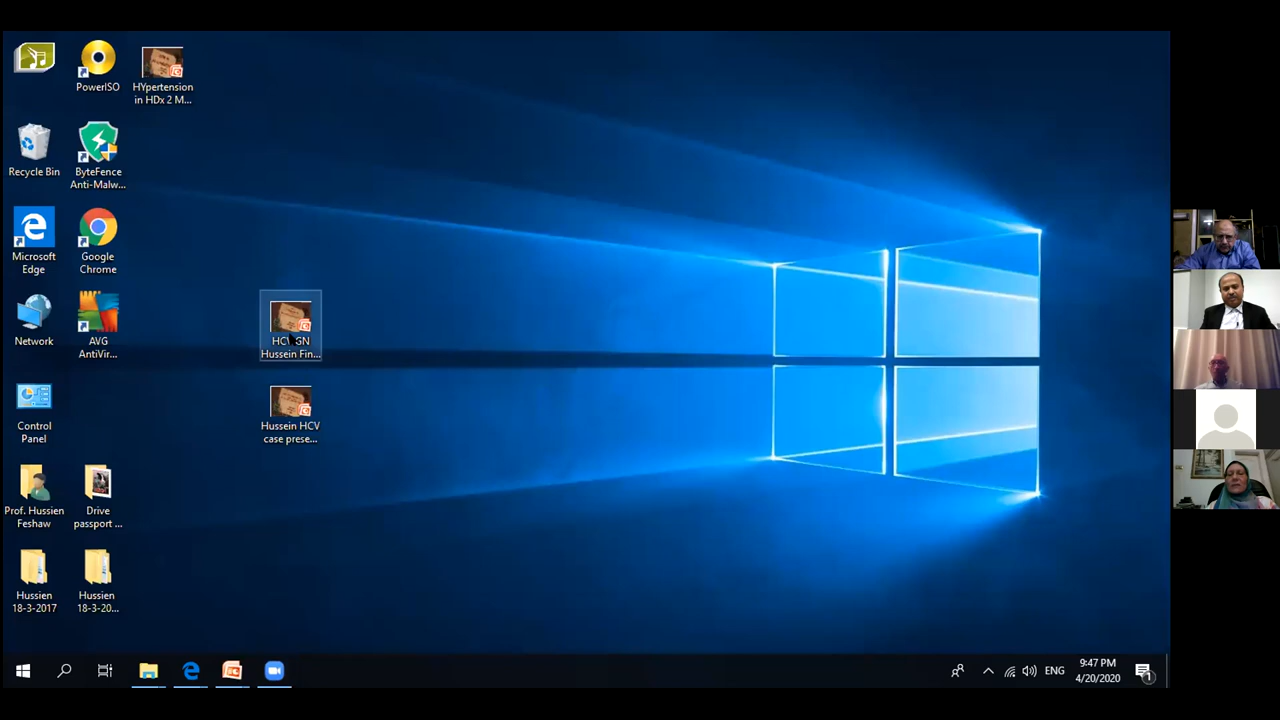 PowerISO
HYpertension
in HDx 2 M...
Recycle Bin
ByteFence
Anti-Malw...
Microsoft
Edge
Google
Chrome
Network
AVG
AntiVir...
Hussein Fin...
Control
Panel
Hussein HCV
case prese...
Prof. Hussien
Feshaw
Drive
passport ...
Hussien
18-3-2017
Hussien
18-3-20...
ENG
9:47 PM
4/20/2020
1